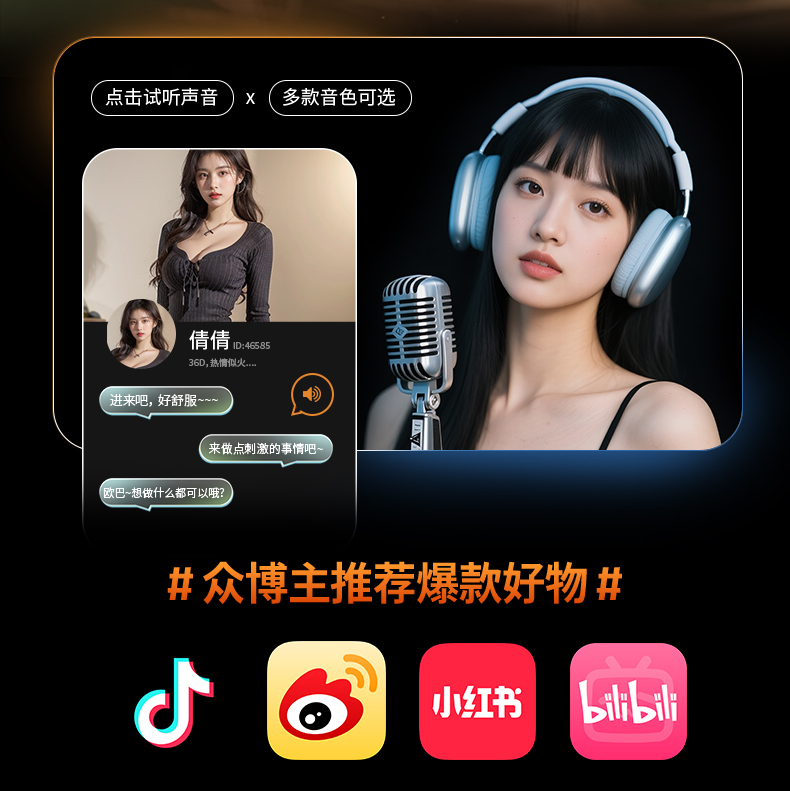 点击试听声音 x 多款音色可选
倩倩 ID:46585
36D, 热情似火....
进来吧，好舒服~~~
来做点刺激的事情吧~
欧巴~想做什么都可以哦?
# 众博主推荐爆款好物 #
小红书
bilibili